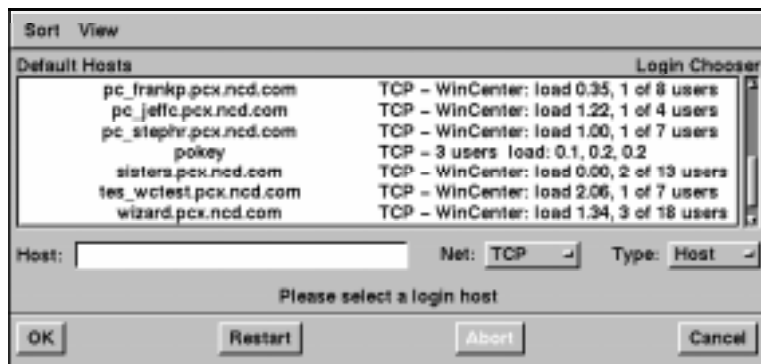 Sort View
Default Hosts Login Chooser
pc_frankp.pcx.ncd.com TCP – WinCenter: load 0.35, 1 of 8 users
pc_jeffc.pcx.ncd.com TCP – WinCenter: load 1.22, 1 of 4 users
pc_stephr.pcx.ncd.com TCP – WinCenter: load 1.00, 1 of 7 users
pokey TCP – 3 users load: 0.1, 0.2, 0.2
sisters.pcx.ncd.com TCP – WinCenter: load 0.00, 2 of 13 users
tes_wctest.pcx.ncd.com TCP – WinCenter: load 2.06, 1 of 7 users
wizard.pcx.ncd.com TCP – WinCenter: load 1.34, 3 of 18 users
Host: Net: TCP Type: Host
Please select a login host
OK Restart Abort Cancel